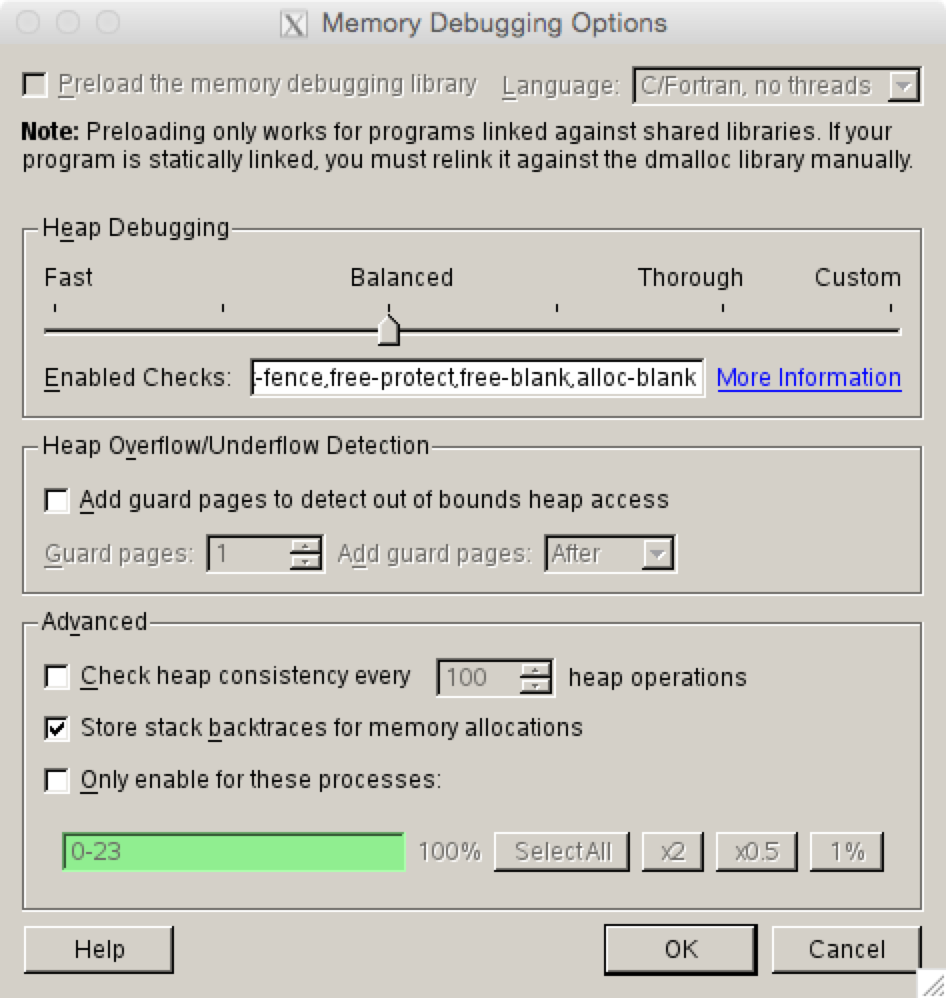 Memory Debugging Options
Preload the memory debugging library Language: C/Fortran, no threads
Note: Preloading only works for programs linked against shared libraries. If your
program is statically linked, you must relink it against the dmalloc library manually.
Heap Debugging
Fast Balanced Thorough Custom
Enabled Checks: -fence,free-protect,free-blank,alloc-blank More Information
Heap Overflow/Underflow Detection
Add guard pages to detect out of bounds heap access
Guard pages: 1 Add guard pages: After
Advanced
Check heap consistency every 100 heap operations
Store stack backtraces for memory allocations
Only enable for these processes:
0-23 100% Select All x2 x0.5 1%
Help OK Cancel